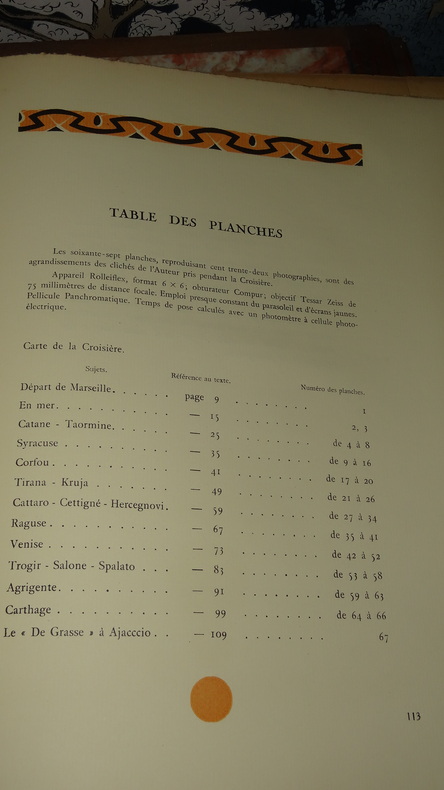 TABLE DES PLANCHES
Les soixante-sept planches, reproduisant cent trente-deux photographies, sont des
agrandissements des clichés de l'Auteur pris pendant la Croisière.
Appareil Rolleiflex, format 6 × 6; obturateur Compur; objectif Tessar Zeiss de
75 millimètres de distance focale. Emploi presque constant du parasoleil et d'écrans jaunes.
Pellicule Panchromatique. Temps de pose calculés avec un photomètre à cellule photo-
électrique.
Carte de la Croisière.
Sujets. Référence au texte. Numéro des planches.
Départ de Marseille. . . . . . page 9 . . . . . . . . 1
En mer. . . . . . . . . . . — 15 . . . . . . . . 2, 3
Catane - Taormine. . . . . . — 25 . . . . . . . . de 4 à 8
Syracuse . . . . . . . . . . — 35 . . . . . . . . de 9 à 16
Corfou. . . . . . . . . . . — 41 . . . . . . . . de 17 à 20
Tirana - Kruja . . . . . . . . — 49 . . . . . . . . de 21 à 26
Cattaro - Cettigné - Hercegnovi. — 59 . . . . . . . . de 27 à 34
Raguse . . . . . . . . . . . — 67 . . . . . . . . de 35 à 41
Venise . . . . . . . . . . . — 73 . . . . . . . . de 42 à 52
Trogir - Salone - Spalato . . . — 83 . . . . . . . . de 53 à 58
Agrigente. . . . . . . . . . — 91 . . . . . . . . de 59 à 63
Carthage . . . . . . . . . . — 99 . . . . . . . . de 64 à 66
Le « De Grasse » à Ajacccio . . — 109 . . . . . . . . 67
113